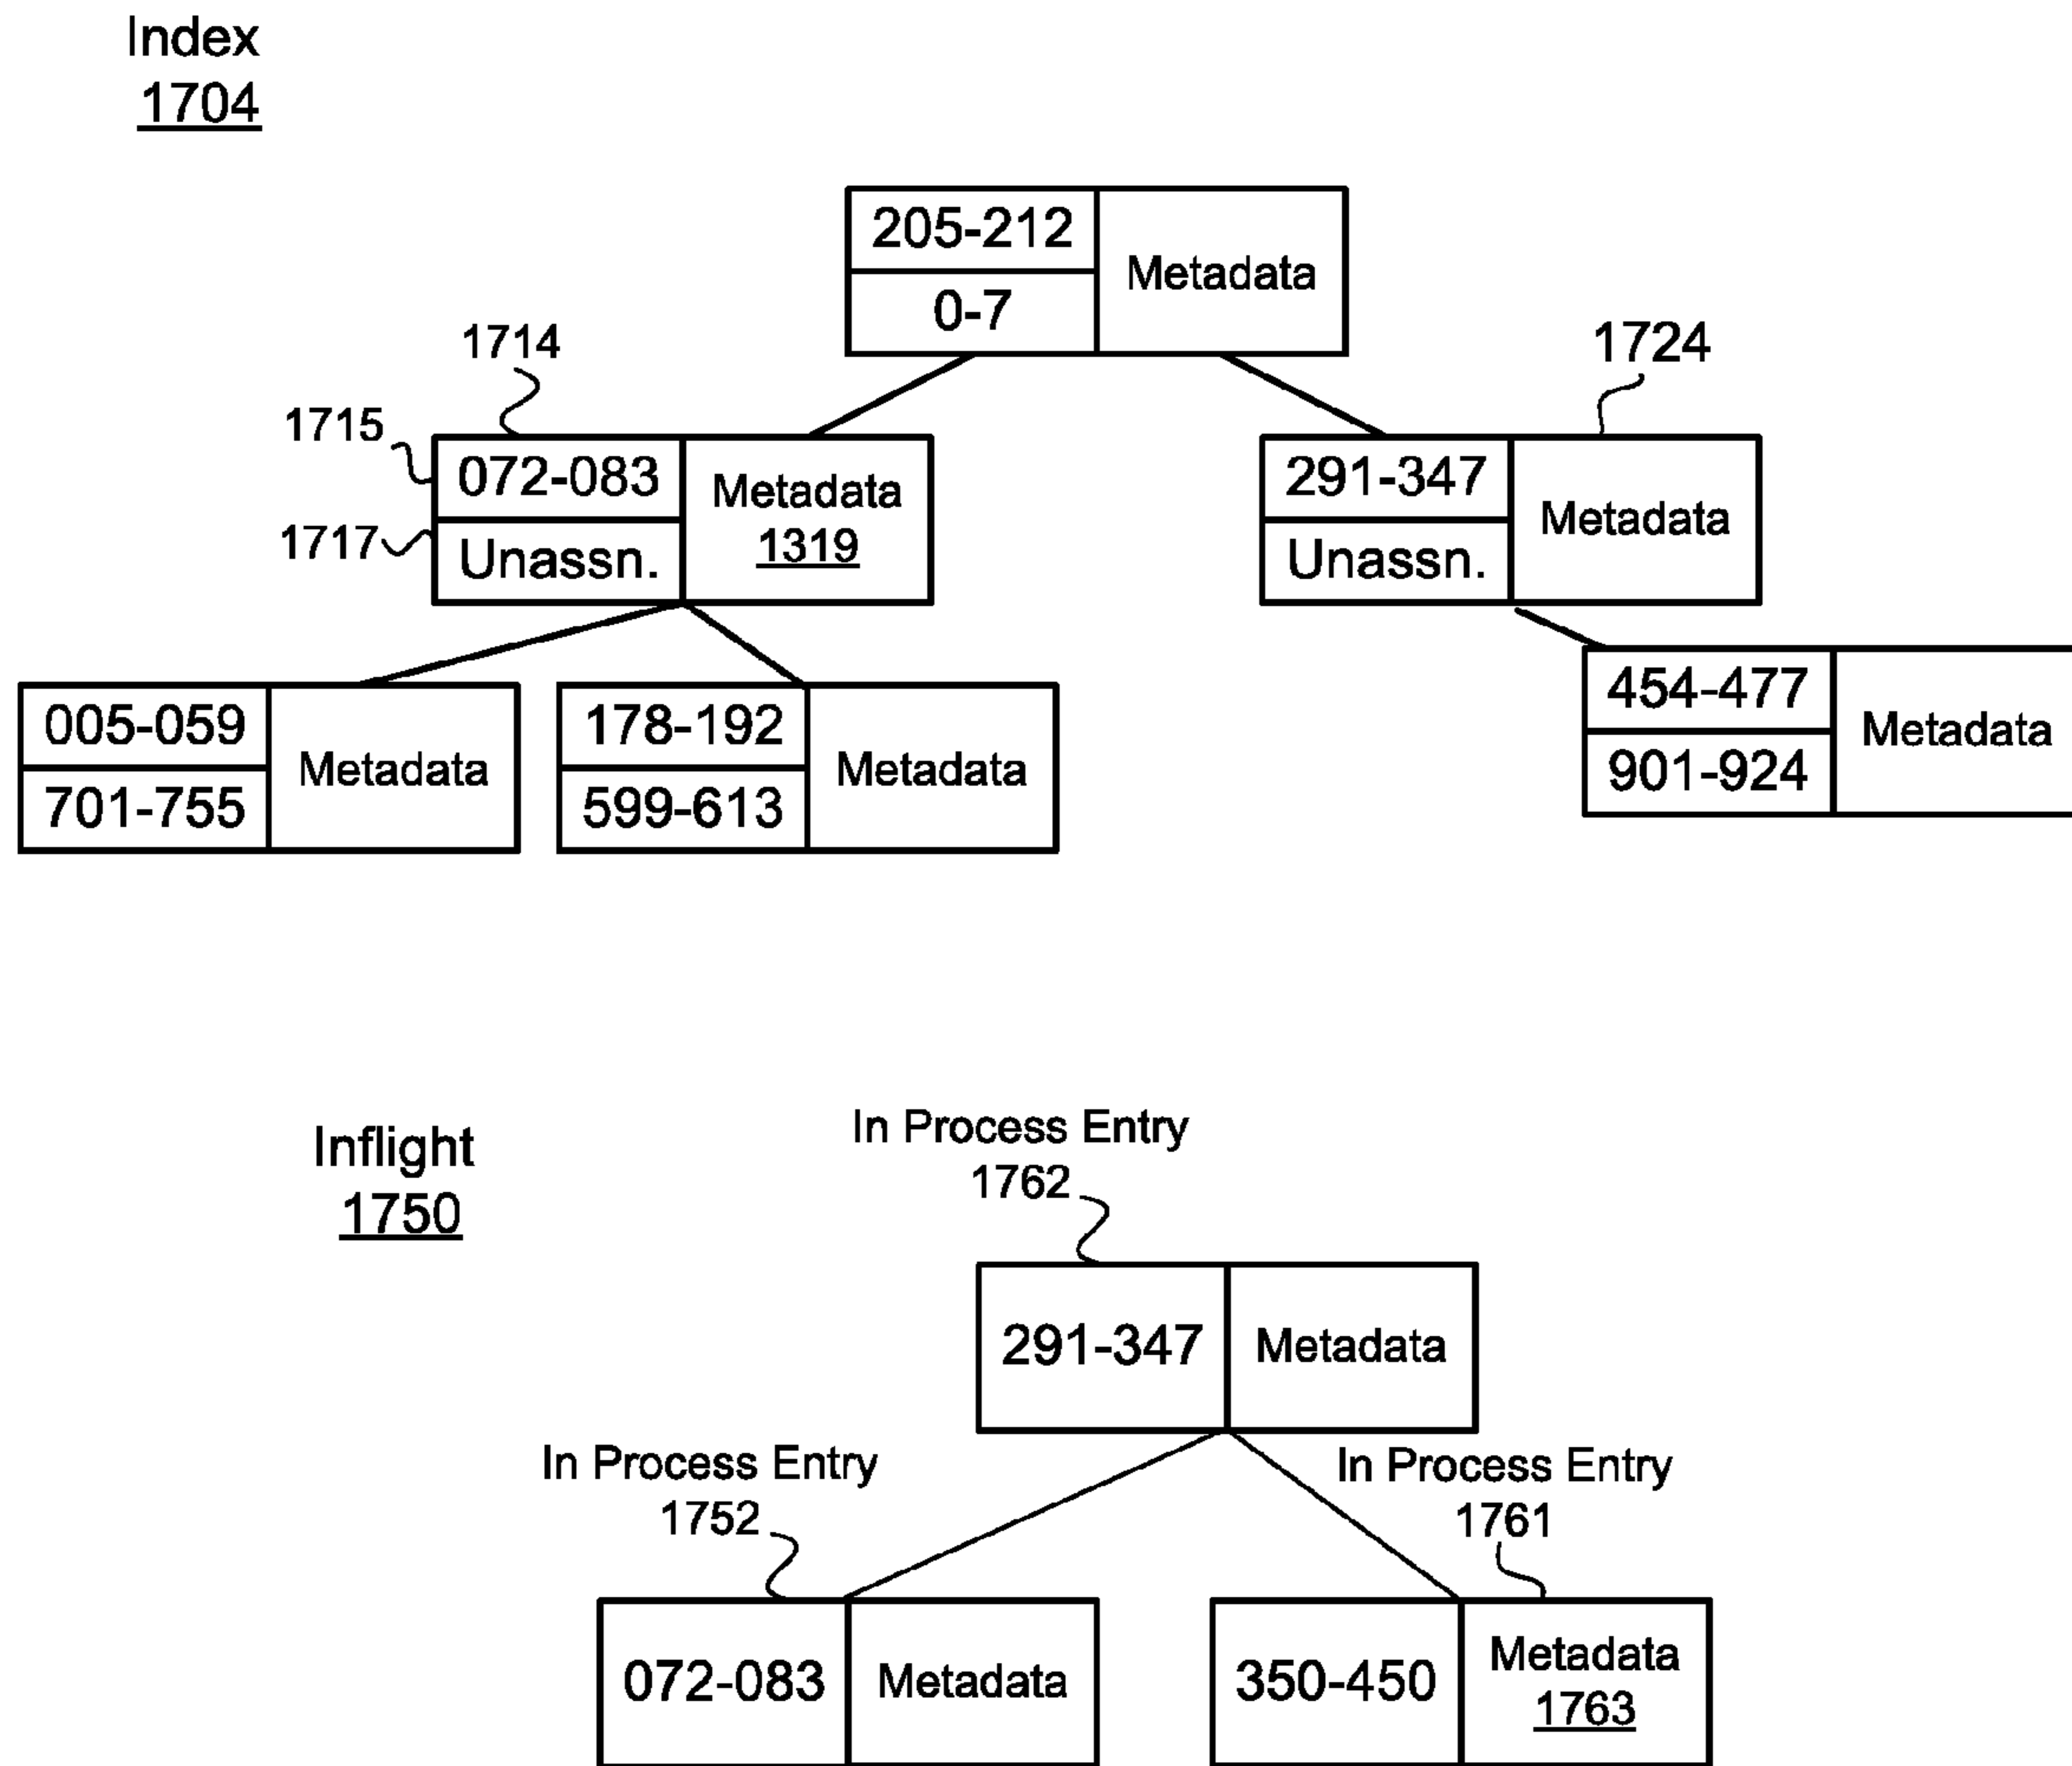 Index
1704
205-212
Metadata
0-7
1714
1724
1715
072-083
Metadata
1319
291-347
Metadata
1717
Unassn.
Unassn.
005-059
Metadata
701-755
178-192
Metadata
599-613
454-477
Metadata
901-924
Inflight
1750
In Process Entry
1762
291-347
Metadata
In Process Entry
1752
In Process Entry
1761
072-083
Metadata
350-450
Metadata
1763